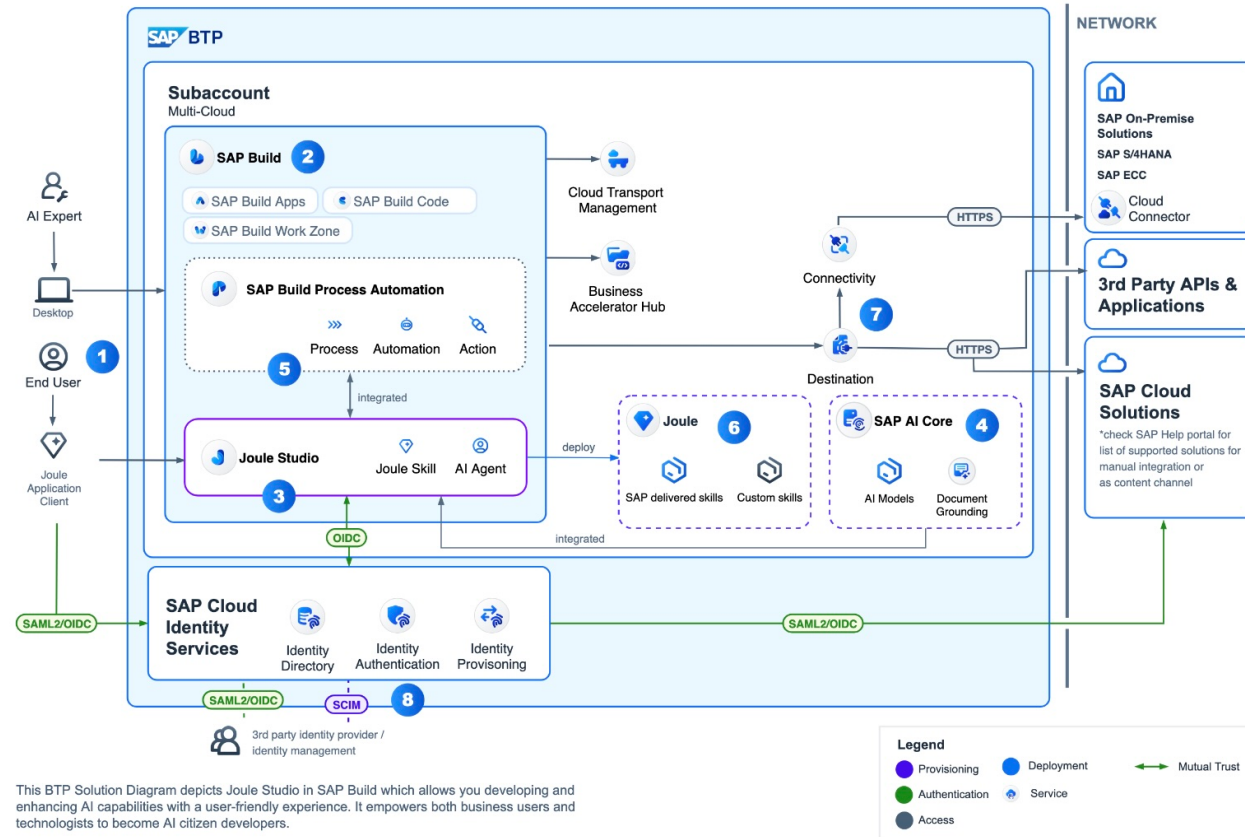 SAP BTP
NETWORK
Subaccount
Multi-Cloud
SAP Build
2
SAP Build Apps
SAP Build Code
SAP Build Work Zone
SAP Build Process Automation
Process
Automation
Action
5
integrated
Joule Studio
Joule Skill
AI Agent
3
AI Expert
Desktop
End User
1
Joule
Application
Client
Cloud Transport
Management
Business
Accelerator Hub
Connectivity
7
Destination
HTTPS
HTTPS
SAP On-Premise
Solutions
SAP S/4HANA
SAP ECC
Cloud
Connector
3rd Party APIs &
Applications
SAP Cloud
Solutions
*check SAP Help portal for
list of supported solutions for
manual integration or
as content channel
deploy
Joule
6
SAP delivered skills
Custom skills
SAP AI Core
4
AI Models
Document
Grounding
integrated
OIDC
SAP Cloud
Identity
Services
Identity
Directory
Identity
Authentication
Identity
Provisioning
SAML2/OIDC
SAML2/OIDC
SAML2/OIDC
SCIM
8
3rd party identity provider /
identity management
Legend
Provisioning
Deployment
Mutual Trust
Authentication
Service
Access
This BTP Solution Diagram depicts Joule Studio in SAP Build which allows you developing and
enhancing AI capabilities with a user-friendly experience. It empowers both business users and
technologists to become AI citizen developers.